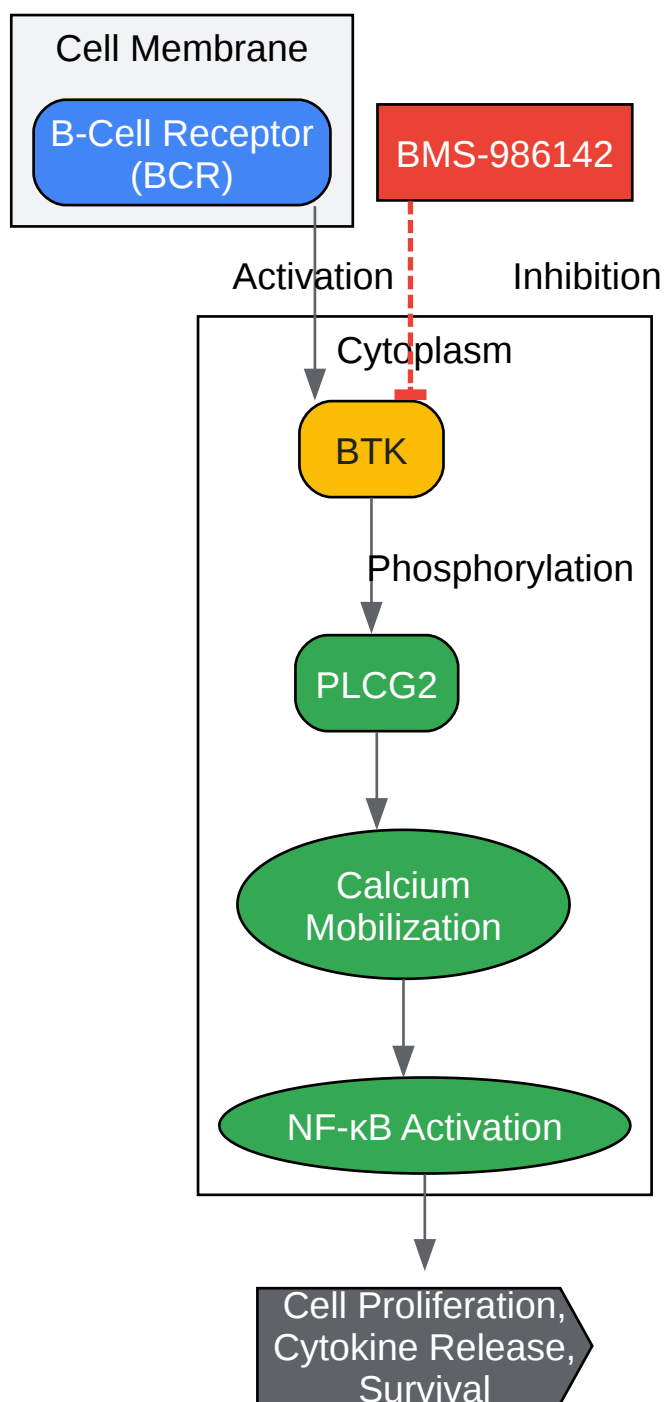 Cell Membrane
B-Cell Receptor
(BCR)
BMS-986142
Activation
Inhibition
Cytoplasm
BTK
Phosphorylation
PLCG2
Calcium
Mobilization
NF-κB Activation
Cell Proliferation,
Cytokine Release,
Survival